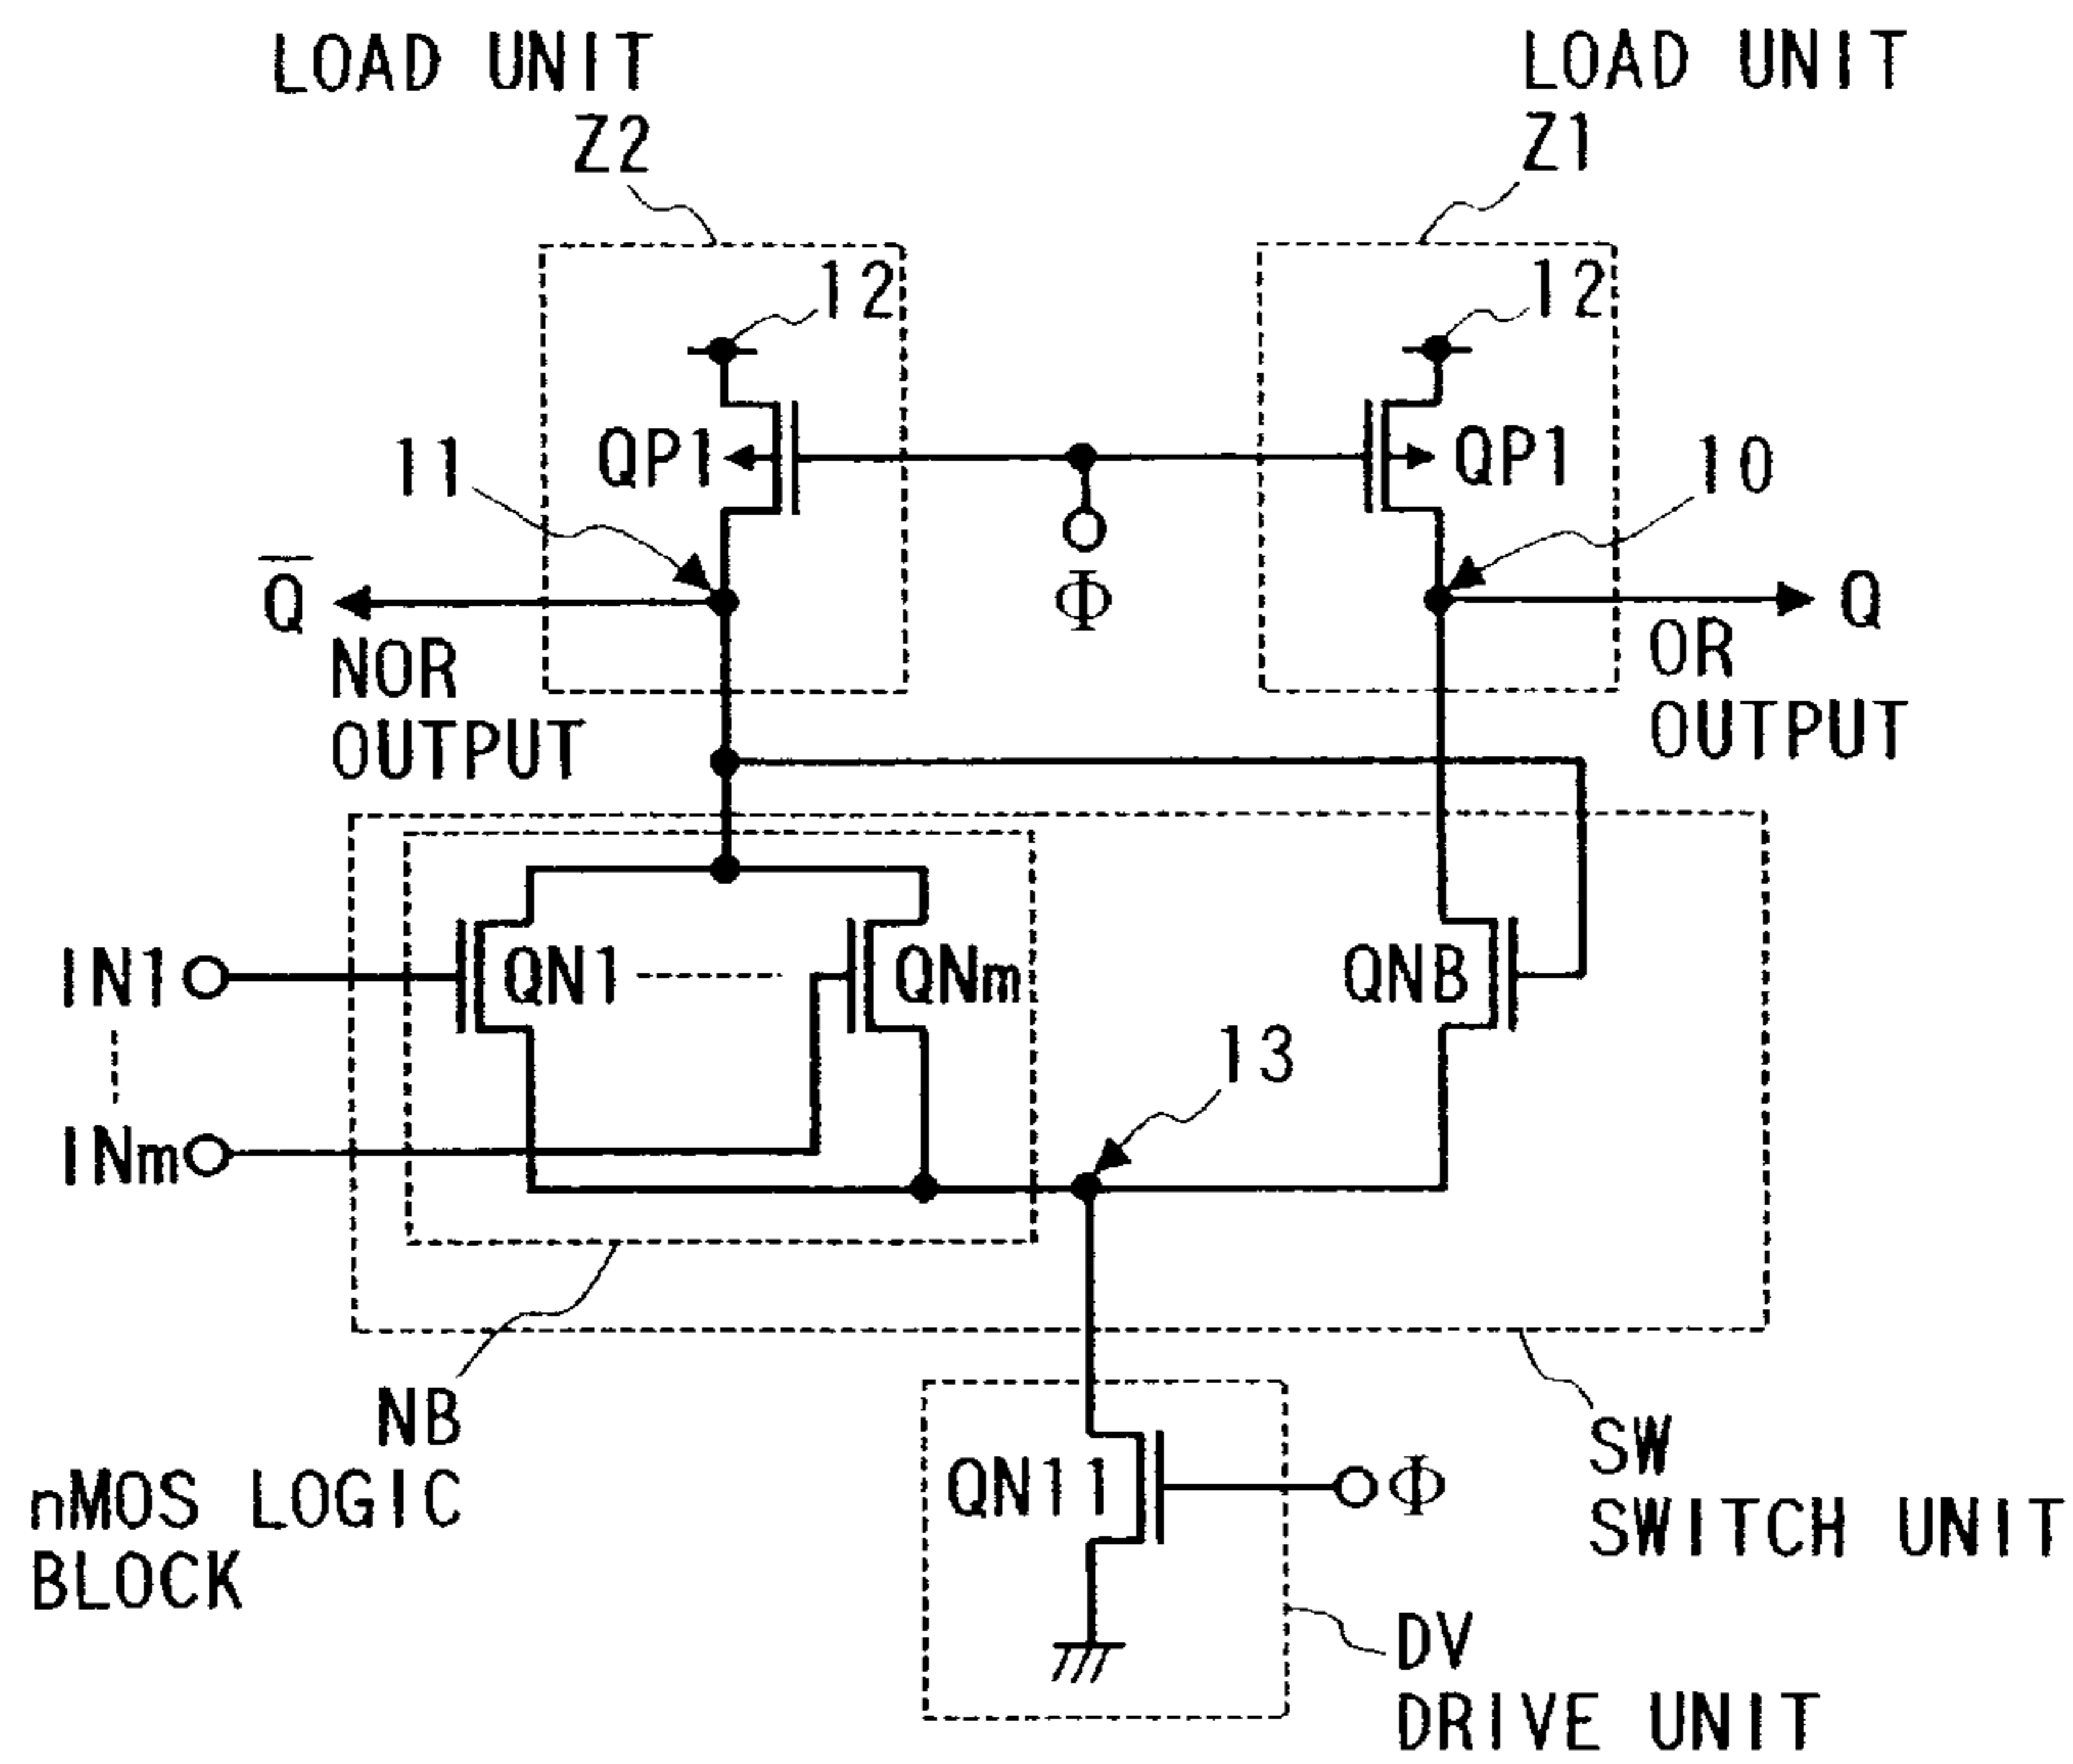 LOAD UNIT
Z2
LOAD UNIT
Z1
12
12
QP1
QP1
11
10
Φ
Q̅
NOR
OUTPUT
Q
OR
OUTPUT
IN1
QN1
QNm
QNB
13
INm
NB
nMOS LOGIC
BLOCK
QN11
Φ
SW
SWITCH UNIT
DV
DRIVE UNIT